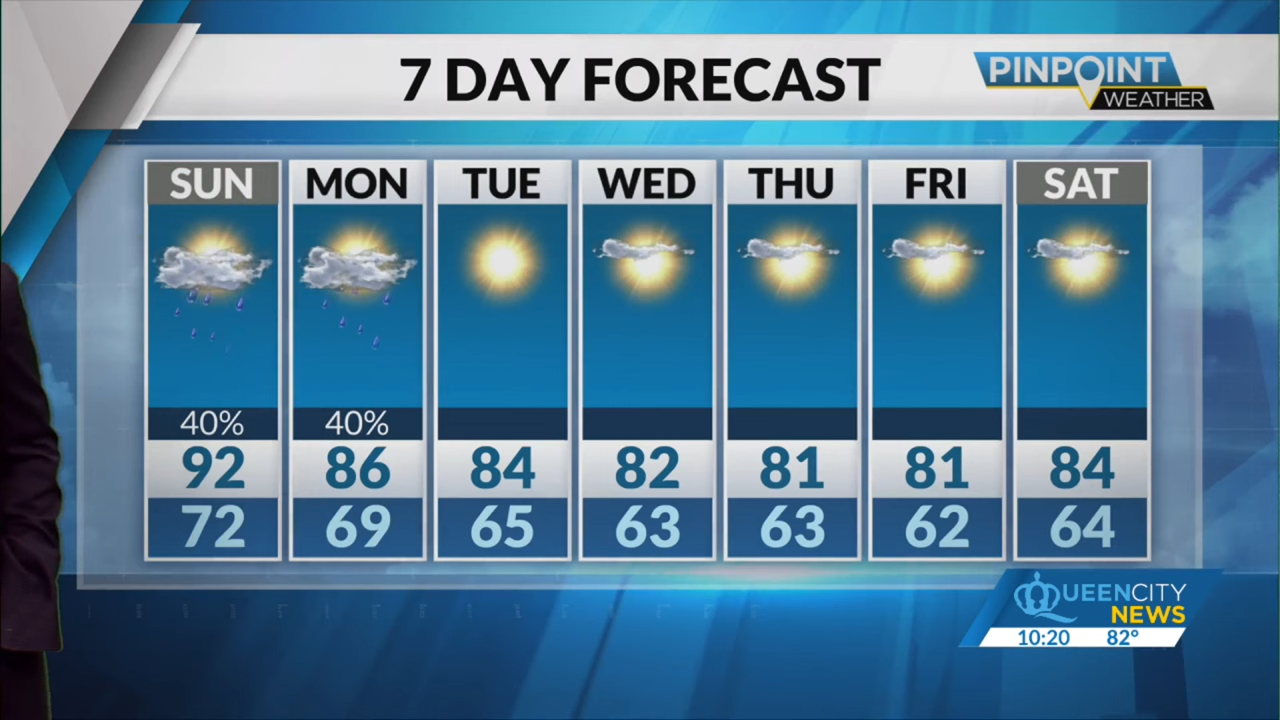 7 DAY FORECAST
PINPOINT
WEATHER
SUN MON TUE WED THU FRI SAT
40% 40%
92 86 84 82 81 81 84
72 69 65 63 63 62 64
QUEENCITY
NEWS
10:20 82°